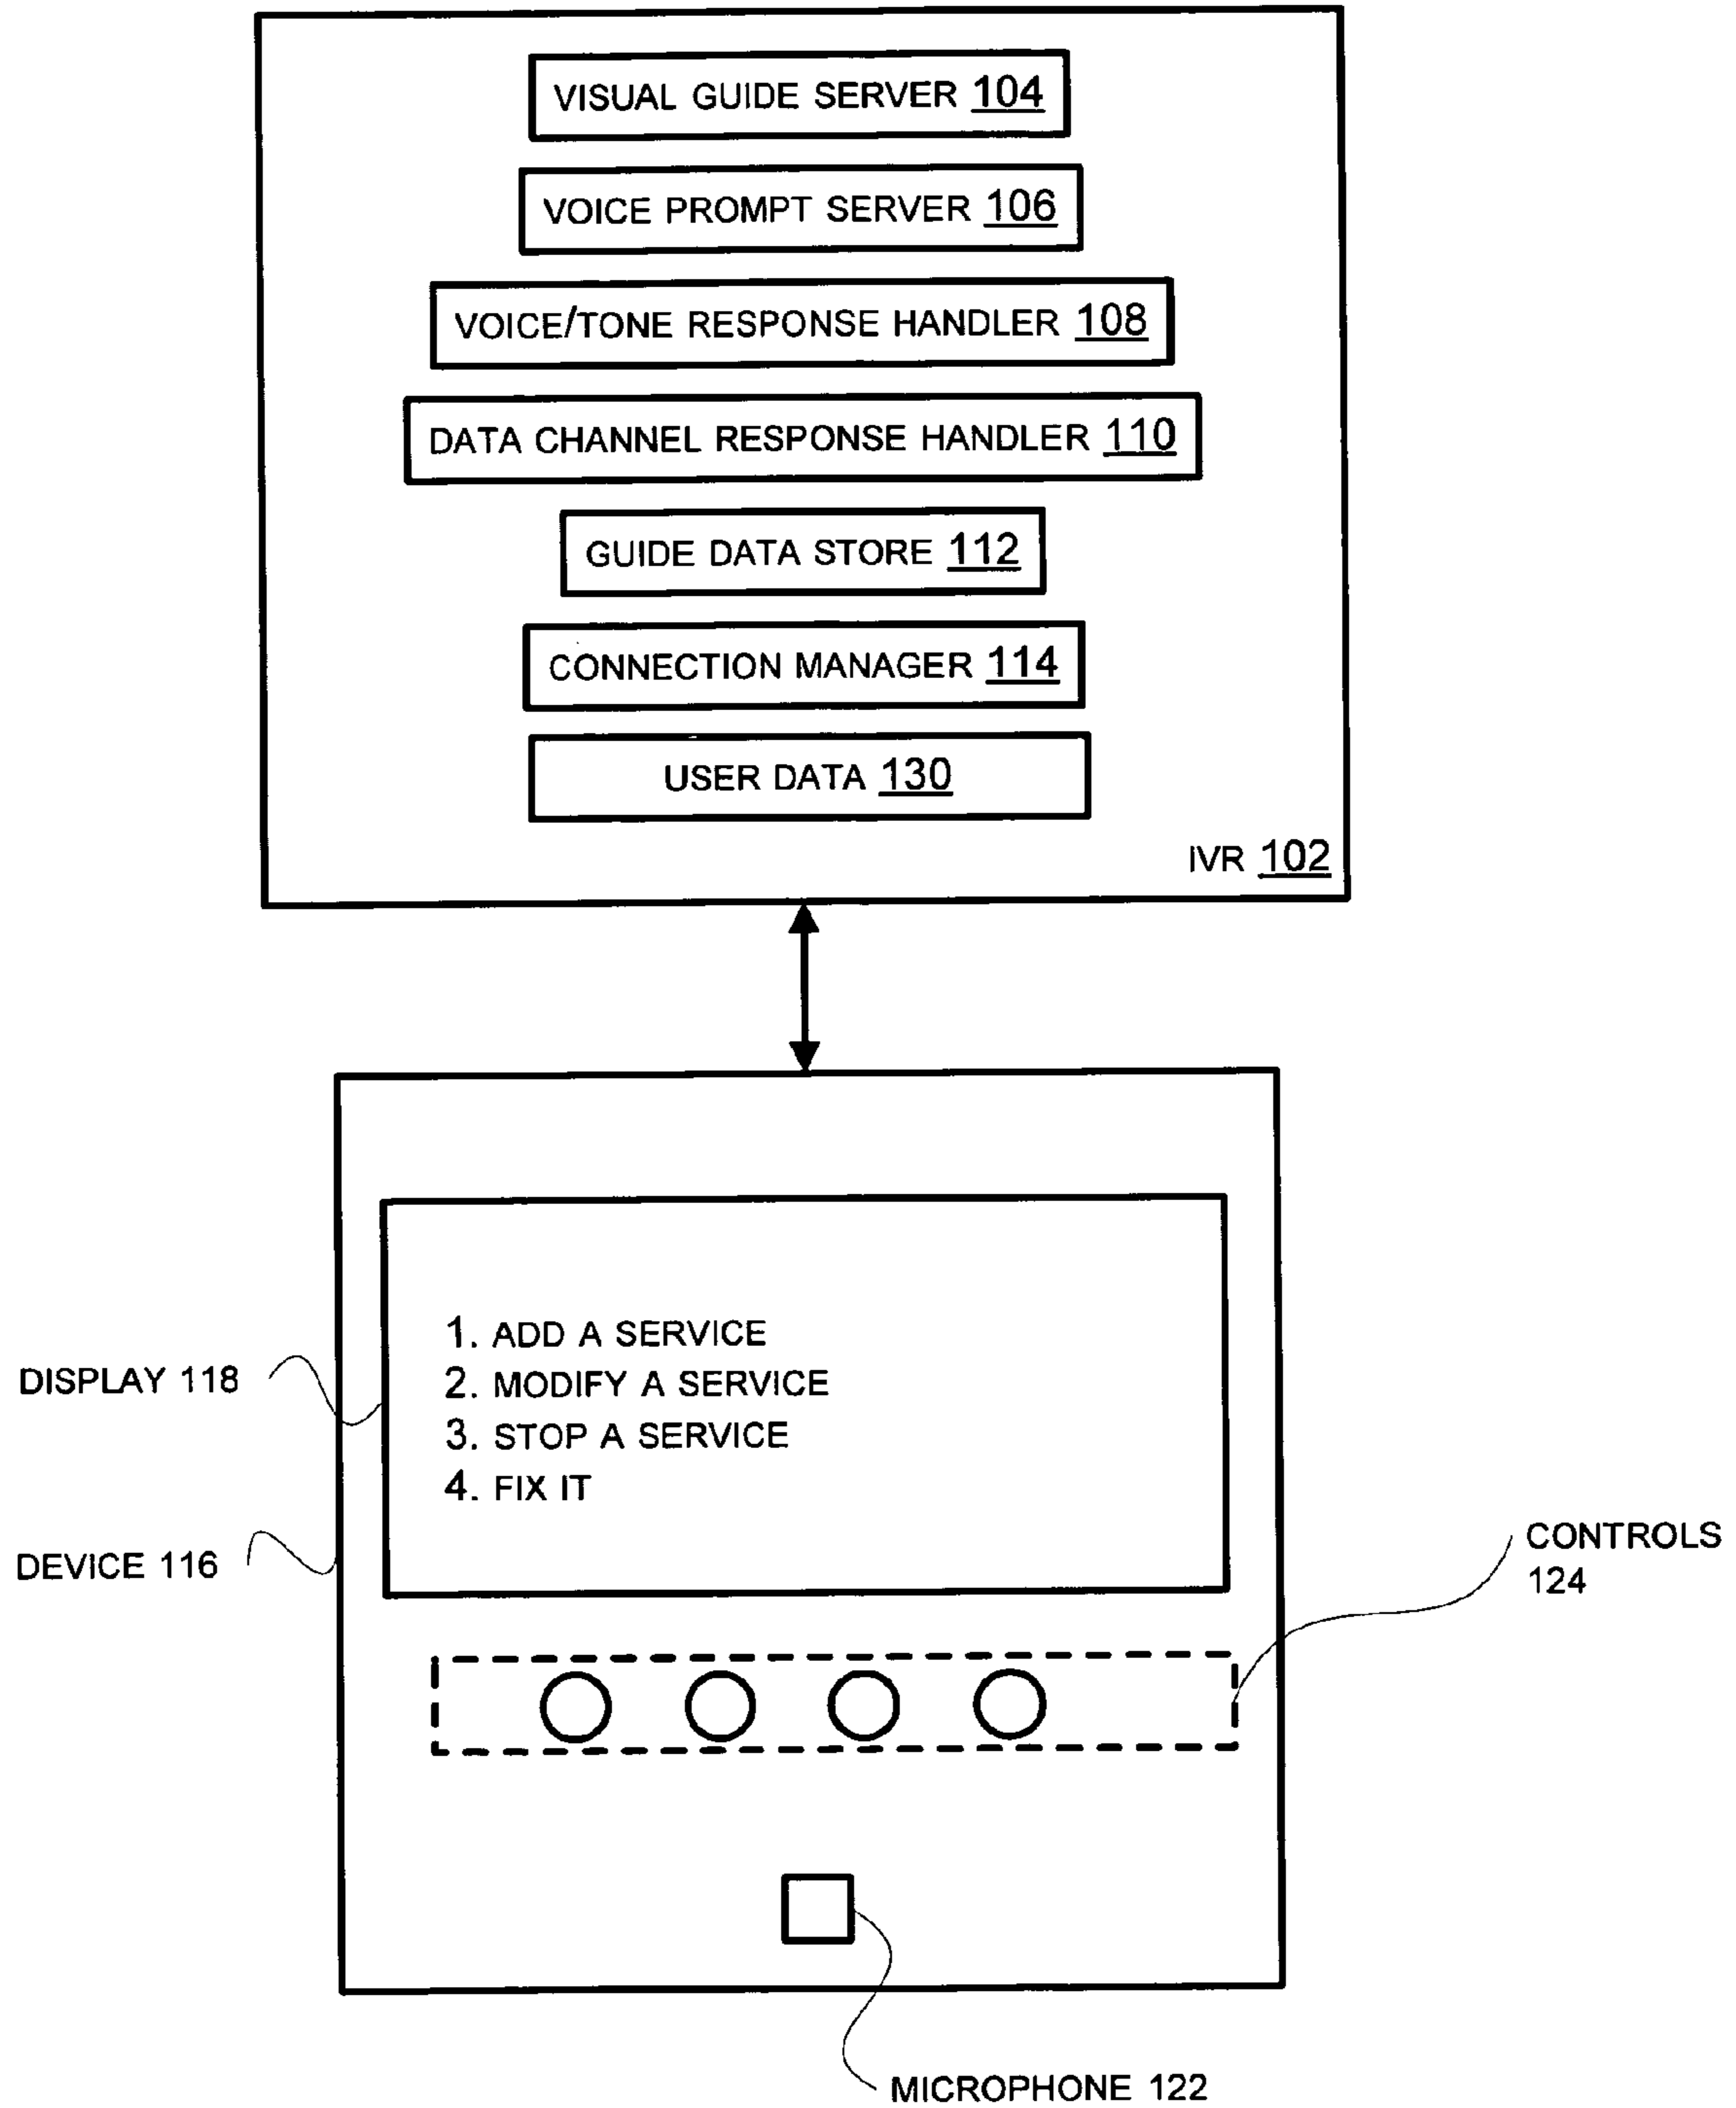 VISUAL GUIDE SERVER 104
VOICE PROMPT SERVER 106
VOICE/TONE RESPONSE HANDLER 108
DATA CHANNEL RESPONSE HANDLER 110
GUIDE DATA STORE 112
CONNECTION MANAGER 114
USER DATA 130
IVR 102
1. ADD A SERVICE
2. MODIFY A SERVICE
3. STOP A SERVICE
4. FIX IT
DISPLAY 118
DEVICE 116
CONTROLS
124
MICROPHONE 122